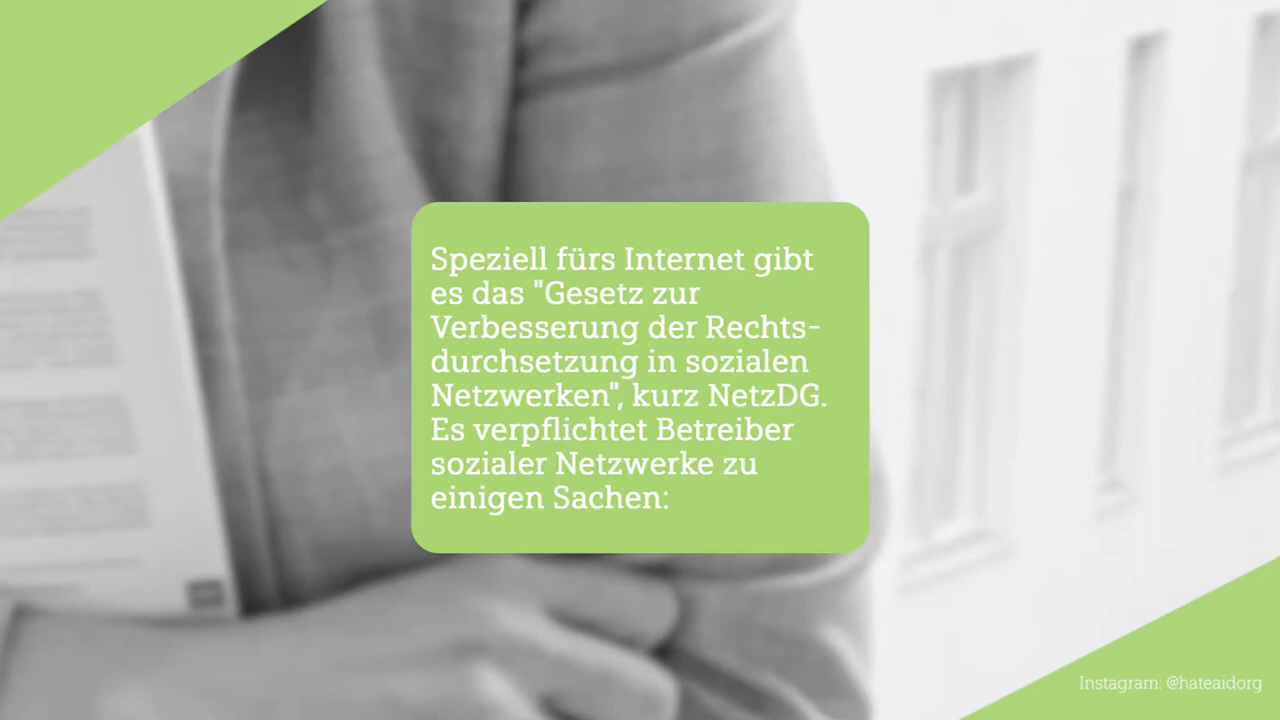 Speziell fürs Internet gibt
es das "Gesetz zur
Verbesserung der Rechts-
durchsetzung in sozialen
Netzwerken", kurz NetzDG.
Es verpflichtet Betreiber
sozialer Netzwerke zu
einigen Sachen:
Instagram: @hateaidorg